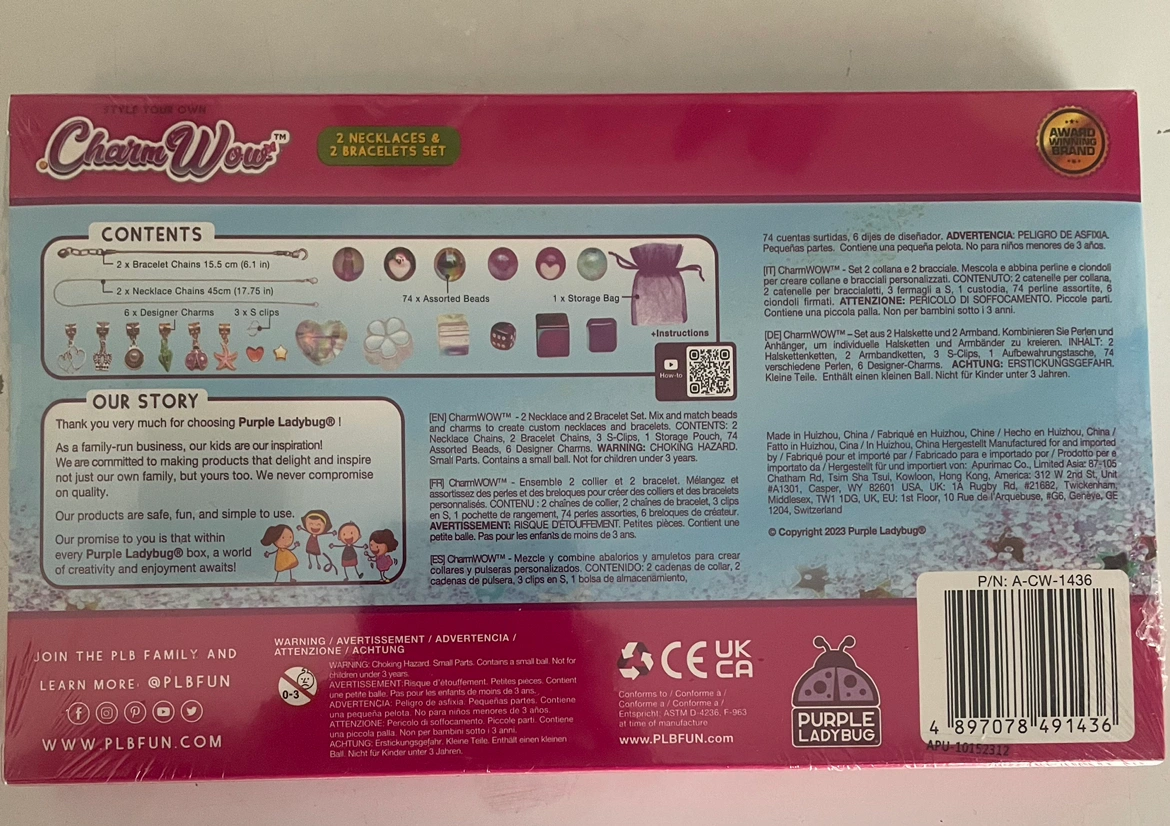 STYLE YOUR OWN
Charm Wow™
2 NECKLACES &
2 BRACELETS SET
AWARD
WINNING
BRAND
CONTENTS
2 x Bracelet Chains 15.5 cm (6.1 in)
2 x Necklace Chains 45cm (17.75 in)
6 x Designer Charms
3 x S clips
74 x Assorted Beads
1 x Storage Bag
+Instructions
How-to
OUR STORY
Thank you very much for choosing Purple Ladybug® !
As a family-run business, our kids are our inspiration!
We are committed to making products that delight and inspire
not just our own family, but yours too. We never compromise
on quality.
Our products are safe, fun, and simple to use.
Our promise to you is that within
every Purple Ladybug® box, a world
of creativity and enjoyment awaits!
[EN] CharmWOW™ - 2 Necklace and 2 Bracelet Set. Mix and match beads
and charms to create custom necklaces and bracelets. CONTENTS: 2
Necklace Chains, 2 Bracelet Chains, 3 S-Clips, 1 Storage Pouch, 74
Assorted Beads, 6 Designer Charms. WARNING: CHOKING HAZARD.
Small Parts. Contains a small ball. Not for children under 3 years.
[FR] CharmWOW™ - Ensemble 2 collier et 2 bracelet. Mélangez et
assortissez des perles et des breloques pour créer des colliers et des bracelets
personnalisés. CONTENU : 2 chaînes de collier, 2 chaînes de bracelet, 3 clips
en S, 1 pochette de rangement, 74 perles assorties, 6 breloques de créateur.
AVERTISSEMENT: RISQUE D'ÉTOUFFEMENT. Petites pièces. Contient une
petite balle. Pas pour les enfants de moins de 3 ans.
[ES] CharmWOW™ - Mezcle y combine abalorios y amuletos para crear
collares y pulseras personalizados. CONTENIDO: 2 cadenas de collar, 2
cadenas de pulsera, 3 clips en S, 1 bolsa de almacenamiento,
74 cuentas surtidas, 6 dijes de diseñador. ADVERTENCIA: PELIGRO DE ASFIXIA.
Pequeñas partes. Contiene una pequeña pelota. No para niños menores de 3 años.
[IT] CharmWOW™ - Set 2 collana e 2 bracciale. Mescola e abbina perline e ciondoli
per creare collane e bracciali personalizzati. CONTENUTO: 2 catenelle per collana,
2 catenelle per braccialetti, 3 fermagli a S, 1 custodia, 74 perline assortite, 6
ciondoli firmati. ATTENZIONE: PERICOLO DI SOFFOCAMENTO. Piccole parti.
Contiene una piccola palla. Non per bambini sotto i 3 anni.
[DE] CharmWOW™ – Set aus 2 Halskette und 2 Armband. Kombinieren Sie Perlen und
Anhänger, um individuelle Halsketten und Armbänder zu kreieren. INHALT: 2
Halskettenketten, 2 Armbandketten, 3 S-Clips, 1 Aufbewahrungstasche, 74
verschiedene Perlen, 6 Designer-Charms. ACHTUNG: ERSTICKUNGSGEFAHR.
Kleine Teile. Enthält einen kleinen Ball. Nicht für Kinder unter 3 Jahren.
Made in Huizhou, China / Fabriqué en Huizhou, Chine / Hecho en Huizhou, China /
Fatto in Huizhou, Cina / In Huizhou, China Hergestellt Manufactured for and imported
by / Fabriqué pour et importé par / Fabricado para e importado por / Prodotto per e
importato da / Hergestellt für und importiert von: Apurimac Co., Limited Asia: 87-105
Chatham Rd, Tsim Sha Tsui, Kowloon, Hong Kong, America: 312 W 2nd St, Unit
#A1301, Casper, WY 82601 USA, UK: 1A Rugby Rd, #21682, Twickenham,
Middlesex, TW1 1DG, UK, EU: 1st Floor, 10 Rue de l'Arquebuse, #G6, Genève, GE
1204, Switzerland
© Copyright 2023 Purple Ladybug®
JOIN THE PLB FAMILY AND
LEARN MORE: @PLBFUN
WWW.PLBFUN.COM
WARNING / AVERTISSEMENT / ADVERTENCIA /
ATTENZIONE / ACHTUNG
0-3
WARNING: Choking Hazard. Small Parts. Contains a small ball. Not for
children under 3 years.
AVERTISSEMENT:Risque d'étouffement. Petites pieces. Contient
une petite balle. Pas pour les enfants de moins de 3 ans.
ADVERTENCIA: Peligro de asfixia. Pequeñas partes. Contiene
una pequeña pelota. No para niños menores de 3 años.
ATTENZIONE: Pericolo di soffocamento. Piccole parti. Contiene
una piccola palla. Non per bambini sotto i 3 anni.
ACHTUNG: Erstickungsgefahr. Kleine Teile. Enthält einen kleinen
Ball. Nicht für Kinder unter 3 Jahren.
CE UK
CA
Conforms to / Conforme à /
Conforme a / Conforme a /
Entspricht: ASTM D-4236, F-963
at time of manufacture
www.PLBFUN.com
PURPLE
LADYBUG
P/N: A-CW-1436
4 897078 491436
APU-10152312